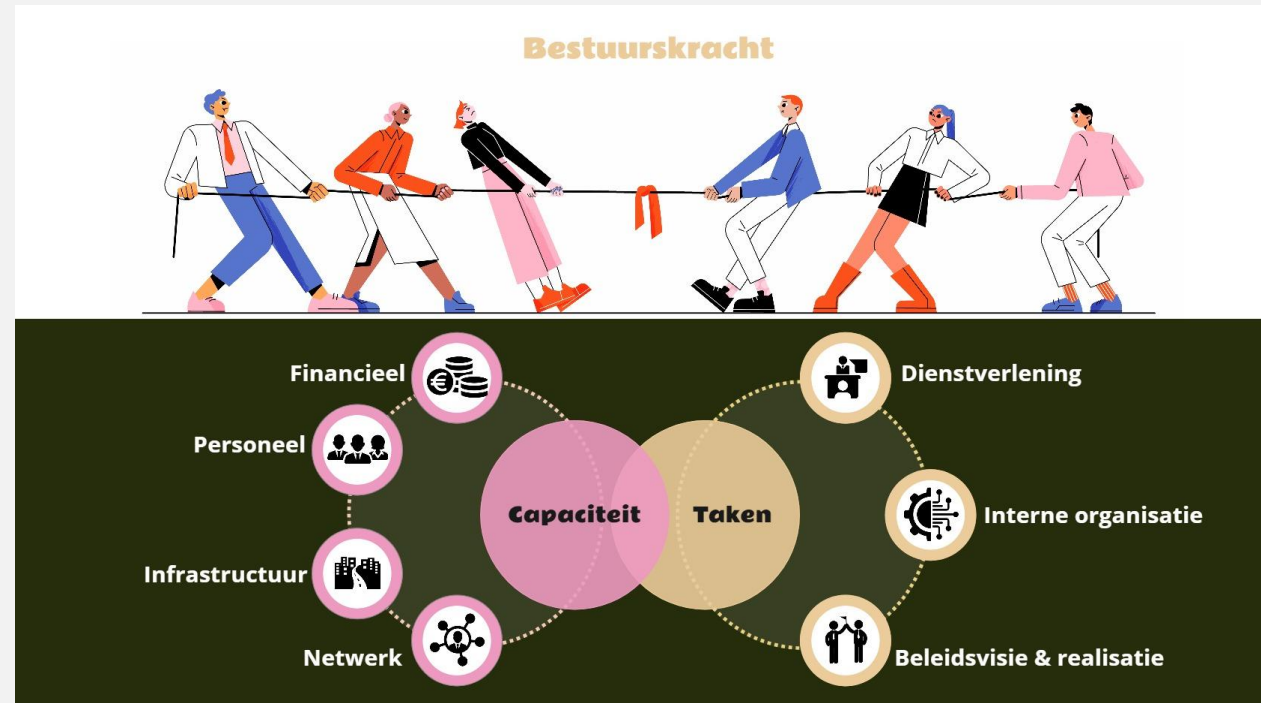 Bestuurskracht
Financieel
Personeel
Infrastructuur
Netwerk
Capaciteit
Taken
Dienstverlening
Interne organisatie
Beleidsvisie & realisatie